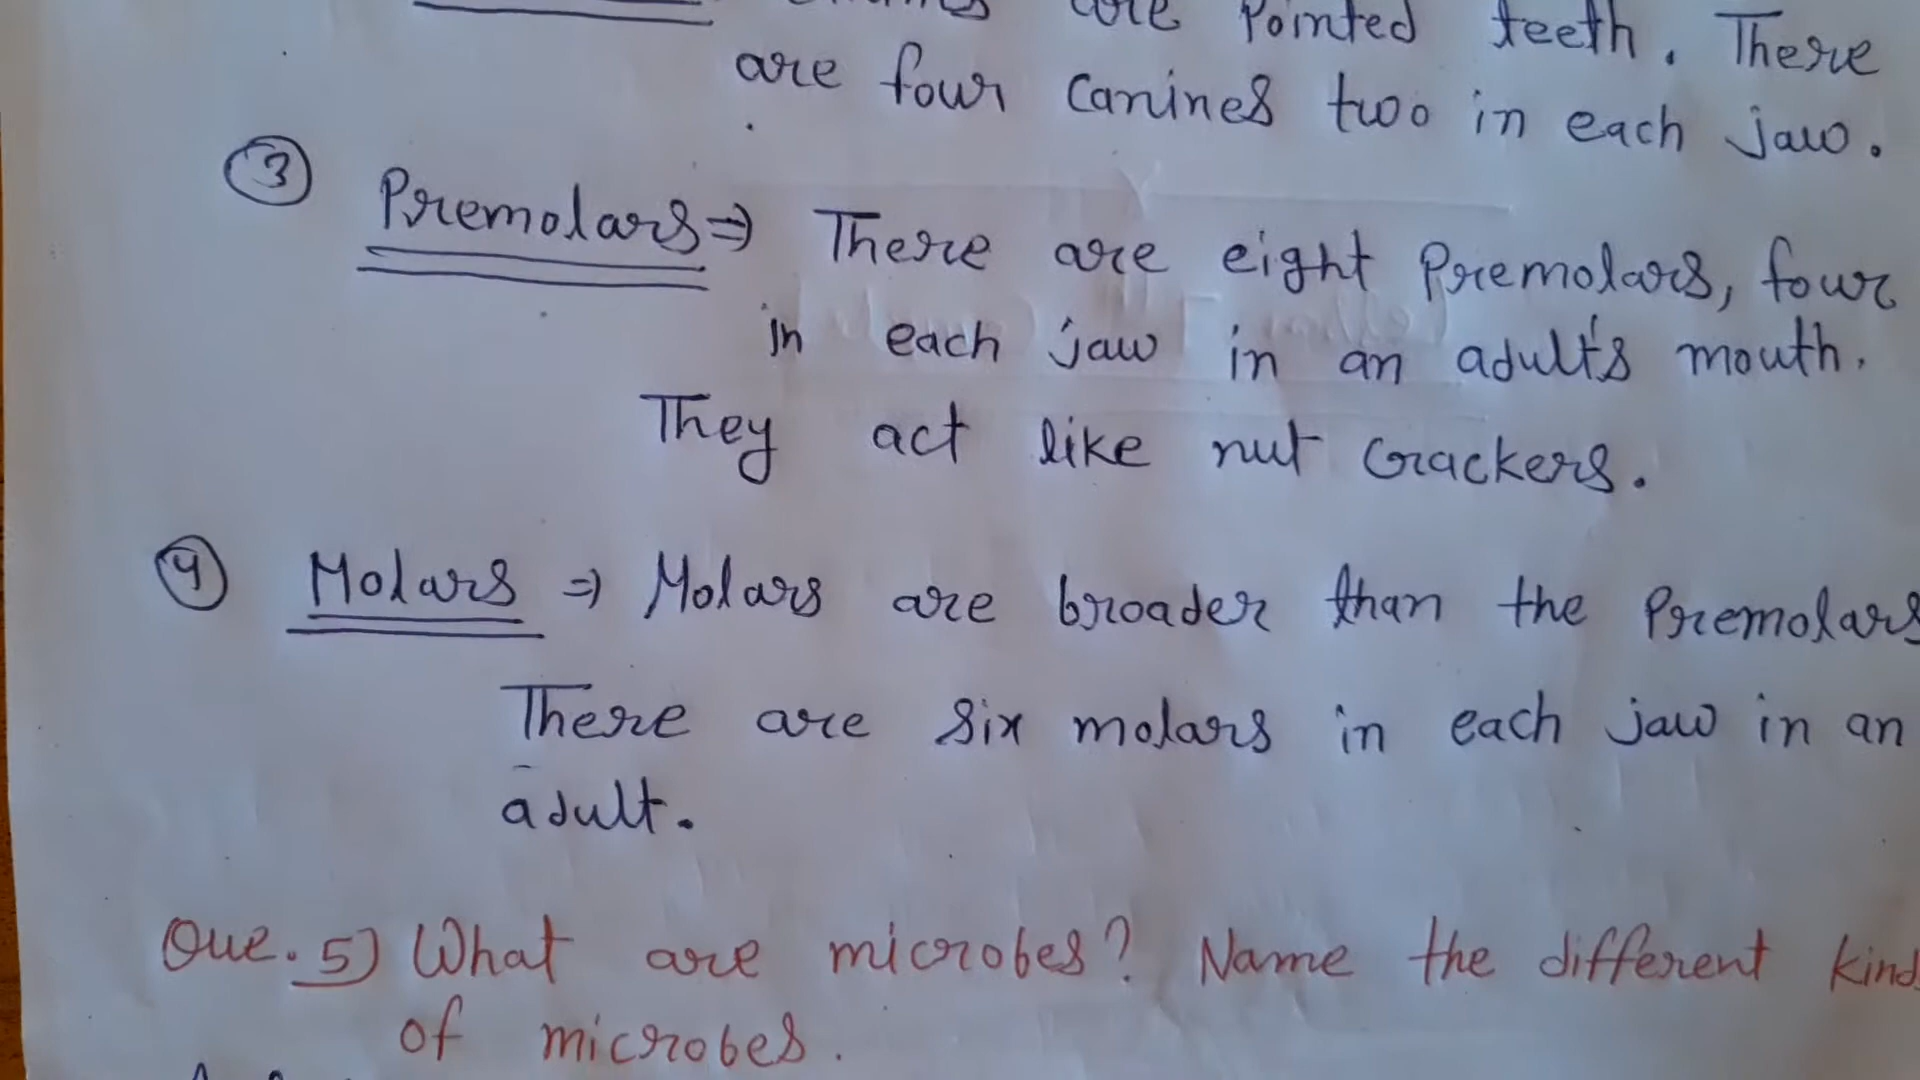 are Pointed teeth. There
are four Canines two in each jaw.
③ Premolars ⇒ There are eight Premolars, four
in each jaw in an adult's mouth.
They act like nut Crackers.
④ Molars ⇒ Molars are broader than the Premolars
There are six molars in each jaw in an
adult.
Que. 5) What are microbes? Name the different kind
of microbes.